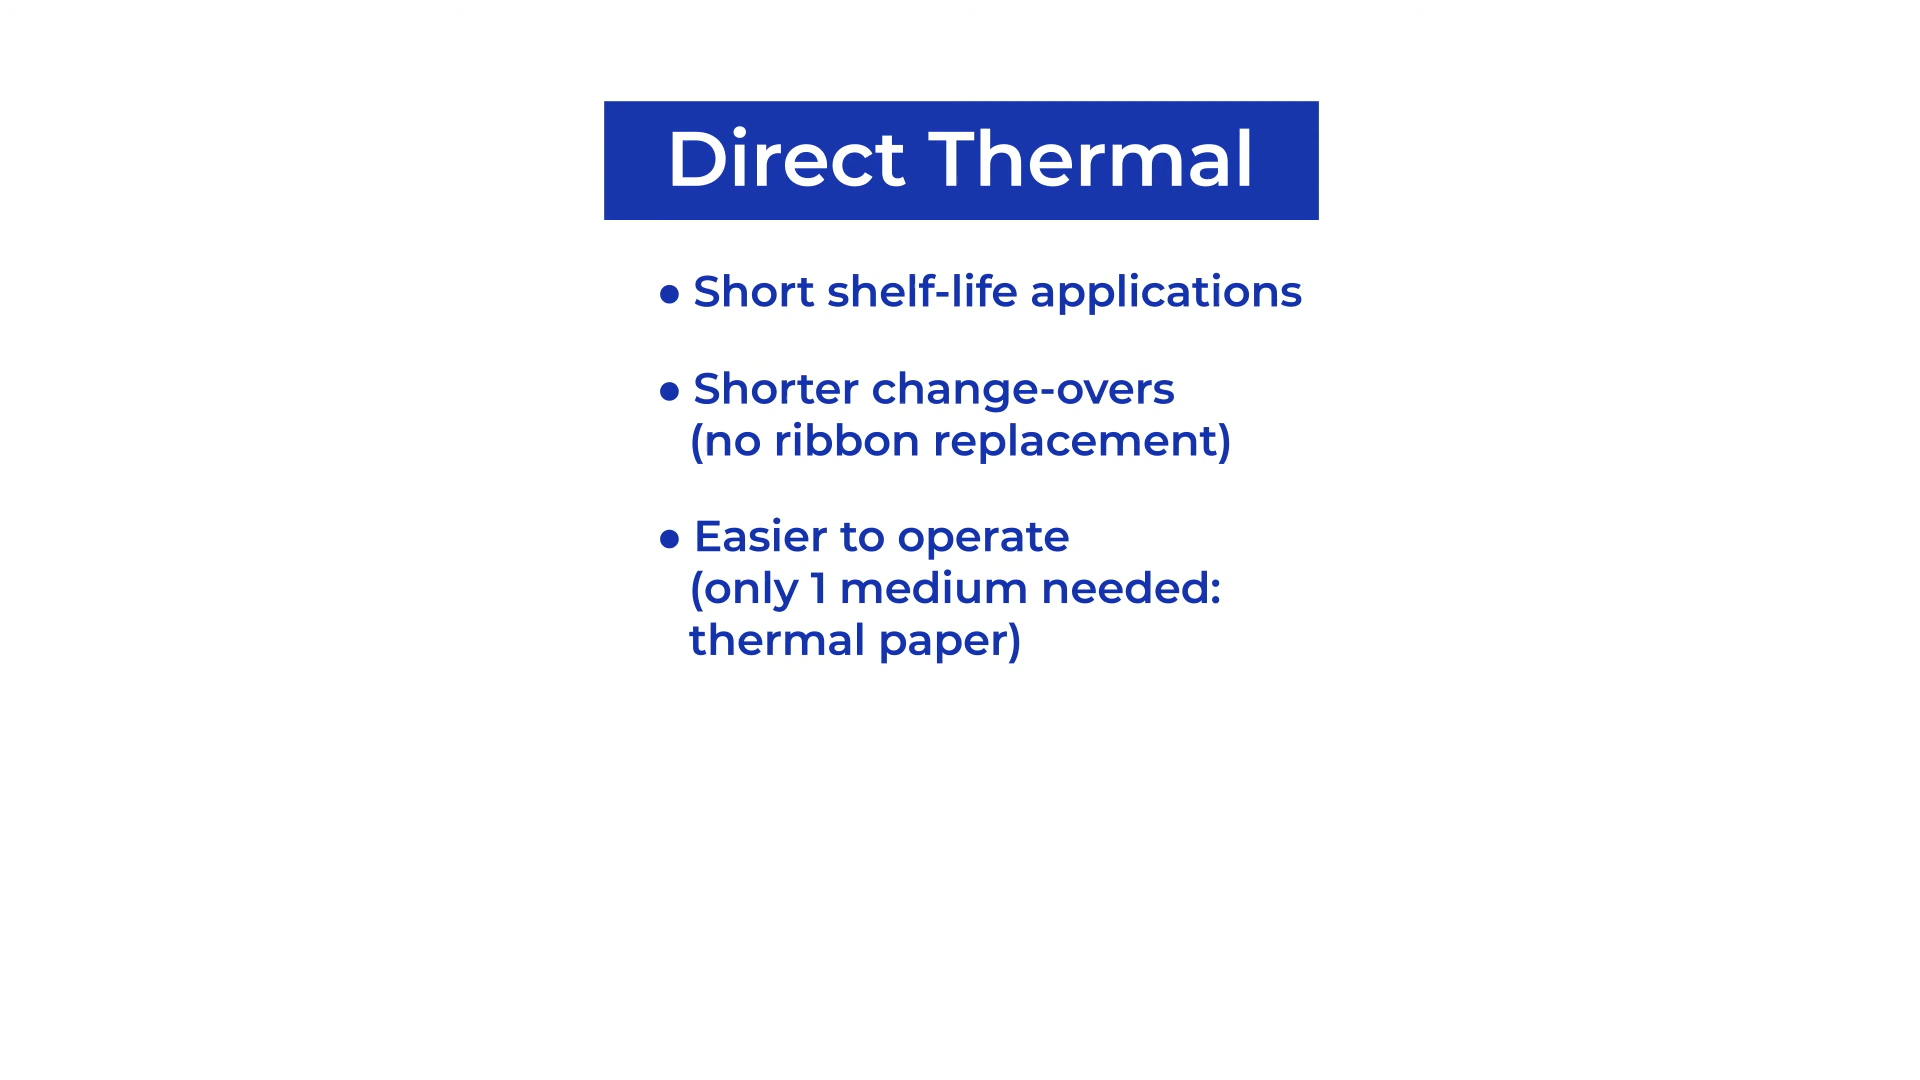 Direct Thermal
● Short shelf-life applications
● Shorter change-overs
(no ribbon replacement)
● Easier to operate
(only 1 medium needed:
thermal paper)